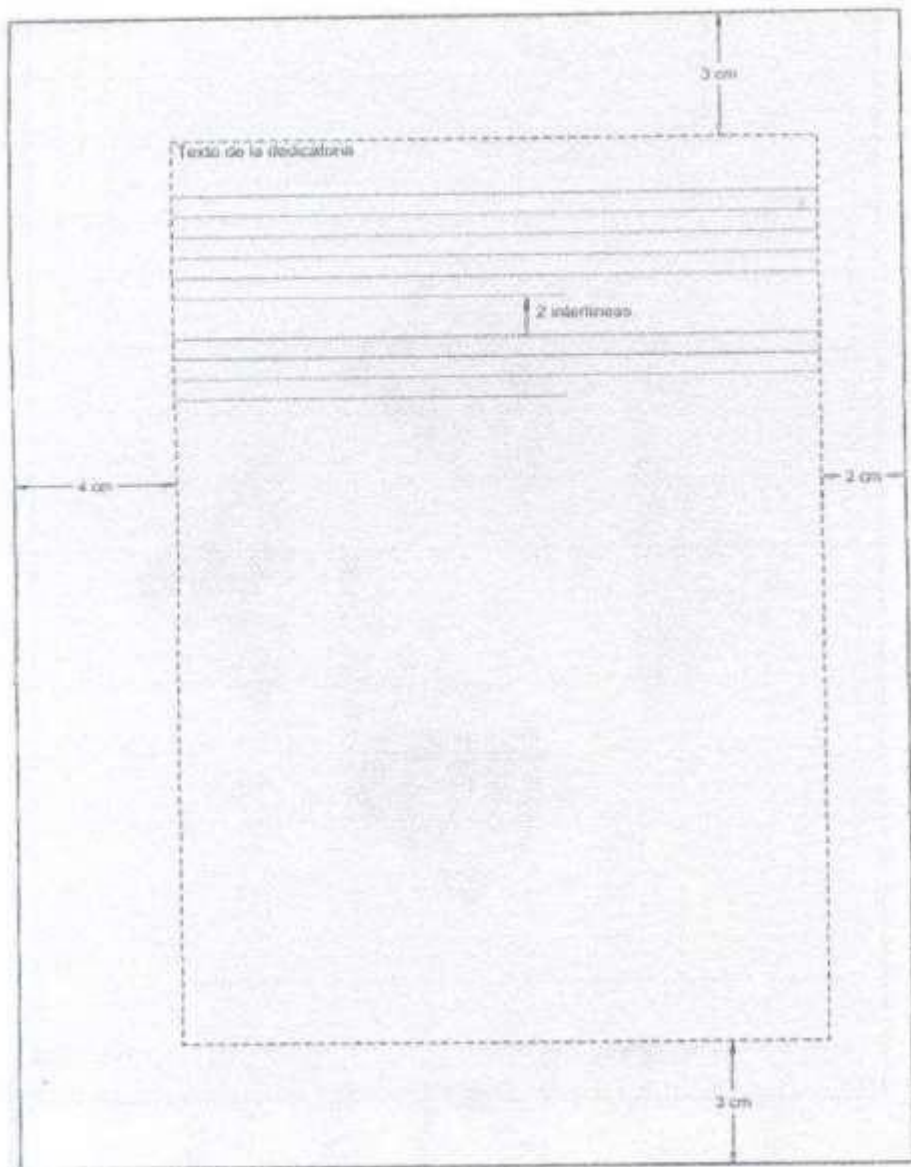 3 cm
Texto de la dedicatoria
2 interlíneas
4 cm
2 cm
3 cm